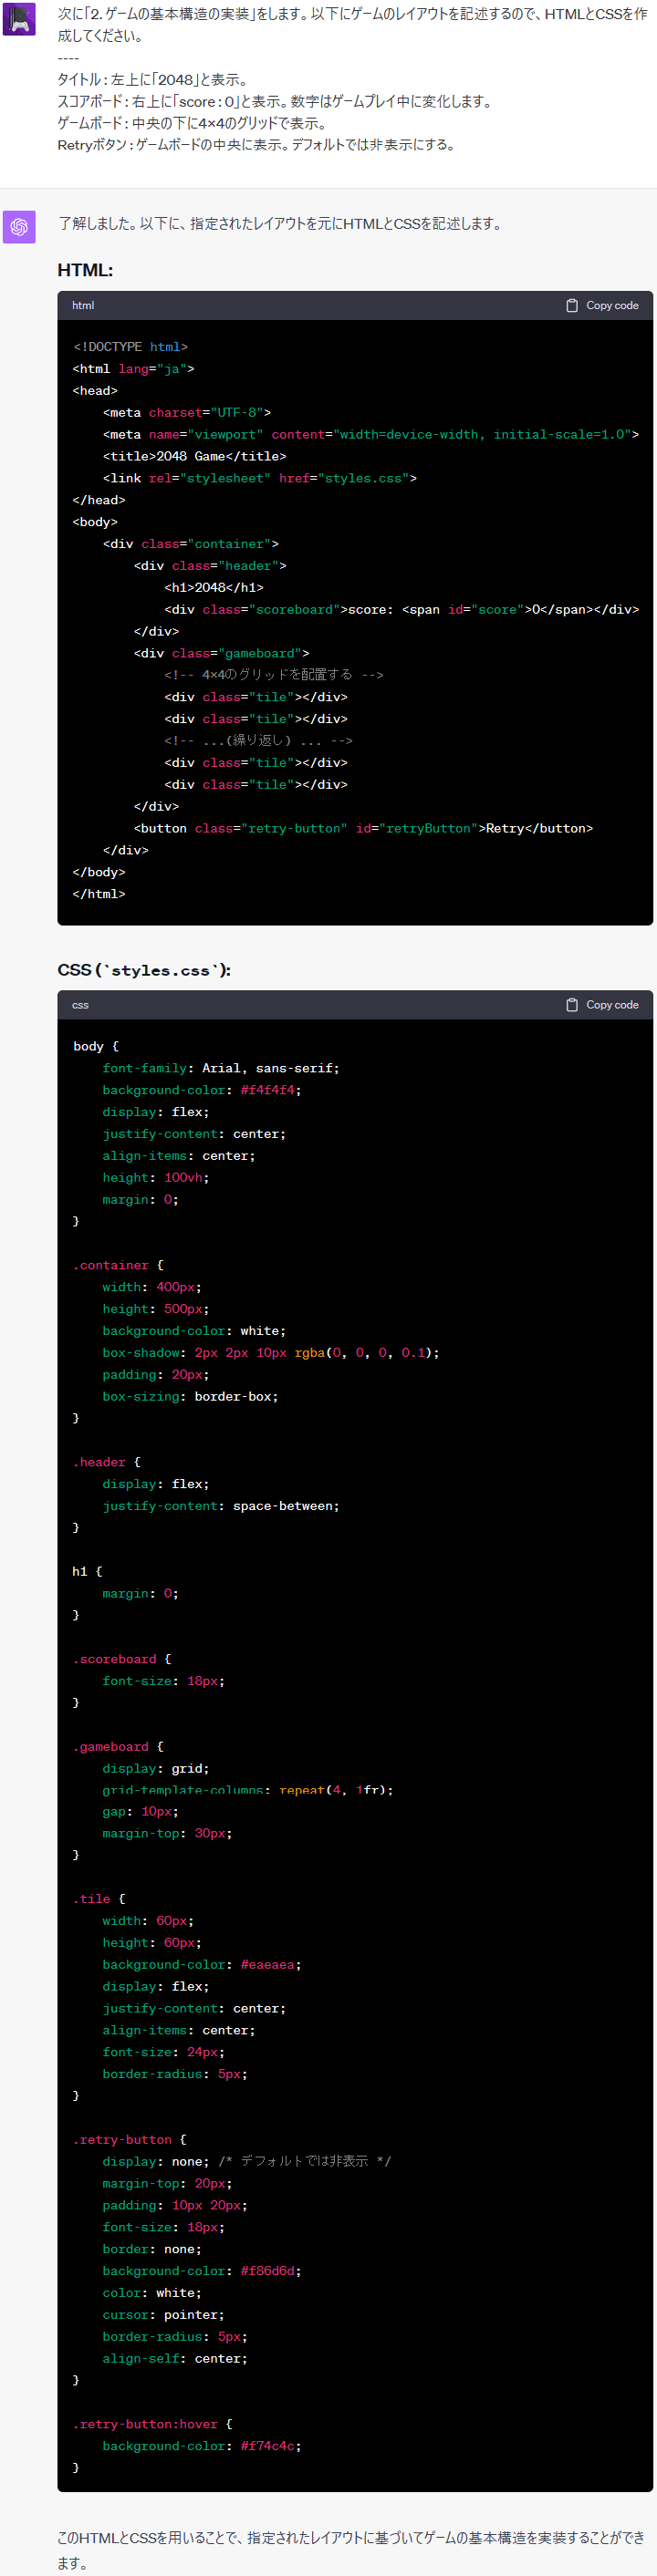 次に「2. ゲームの基本構造の実装」をします。以下にゲームのレイアウトを記述するので、HTMLとCSSを作
成してください。
----
タイトル：左上に「2048」と表示。
スコアボード：右上に「score：0」と表示。数字はゲームプレイ中に変化します。
ゲームボード：中央の下に4×4のグリッドで表示。
Retryボタン：ゲームボードの中央に表示。デフォルトでは非表示にする。
了解しました。以下に、指定されたレイアウトを元にHTMLとCSSを記述します。
HTML:
html Copy code
<!DOCTYPE html>
<html lang="ja">
<head>
    <meta charset="UTF-8">
    <meta name="viewport" content="width=device-width, initial-scale=1.0">
    <title>2048 Game</title>
    <link rel="stylesheet" href="styles.css">
</head>
<body>
    <div class="container">
        <div class="header">
            <h1>2048</h1>
            <div class="scoreboard">score: <span id="score">0</span></div>
        </div>
        <div class="gameboard">
            <!-- 4×4のグリッドを配置する -->
            <div class="tile"></div>
            <div class="tile"></div>
            <!-- ...(繰り返し) ... -->
            <div class="tile"></div>
            <div class="tile"></div>
        </div>
        <button class="retry-button" id="retryButton">Retry</button>
    </div>
</body>
</html>
CSS (`styles.css`):
css Copy code
body {
    font-family: Arial, sans-serif;
    background-color: #f4f4f4;
    display: flex;
    justify-content: center;
    align-items: center;
    height: 100vh;
    margin: 0;
}
.container {
    width: 400px;
    height: 500px;
    background-color: white;
    box-shadow: 2px 2px 10px rgba(0, 0, 0, 0.1);
    padding: 20px;
    box-sizing: border-box;
}
.header {
    display: flex;
    justify-content: space-between;
}
h1 {
    margin: 0;
}
.scoreboard {
    font-size: 18px;
}
.gameboard {
    display: grid;
    grid-template-columns: repeat(4, 1fr);
    gap: 10px;
    margin-top: 30px;
}
.tile {
    width: 60px;
    height: 60px;
    background-color: #eaeaea;
    display: flex;
    justify-content: center;
    align-items: center;
    font-size: 24px;
    border-radius: 5px;
}
.retry-button {
    display: none; /* デフォルトでは非表示 */
    margin-top: 20px;
    padding: 10px 20px;
    font-size: 18px;
    border: none;
    background-color: #f86d6d;
    color: white;
    cursor: pointer;
    border-radius: 5px;
    align-self: center;
}
.retry-button:hover {
    background-color: #f74c4c;
}
このHTMLとCSSを用いることで、指定されたレイアウトに基づいてゲームの基本構造を実装することができ
ます。